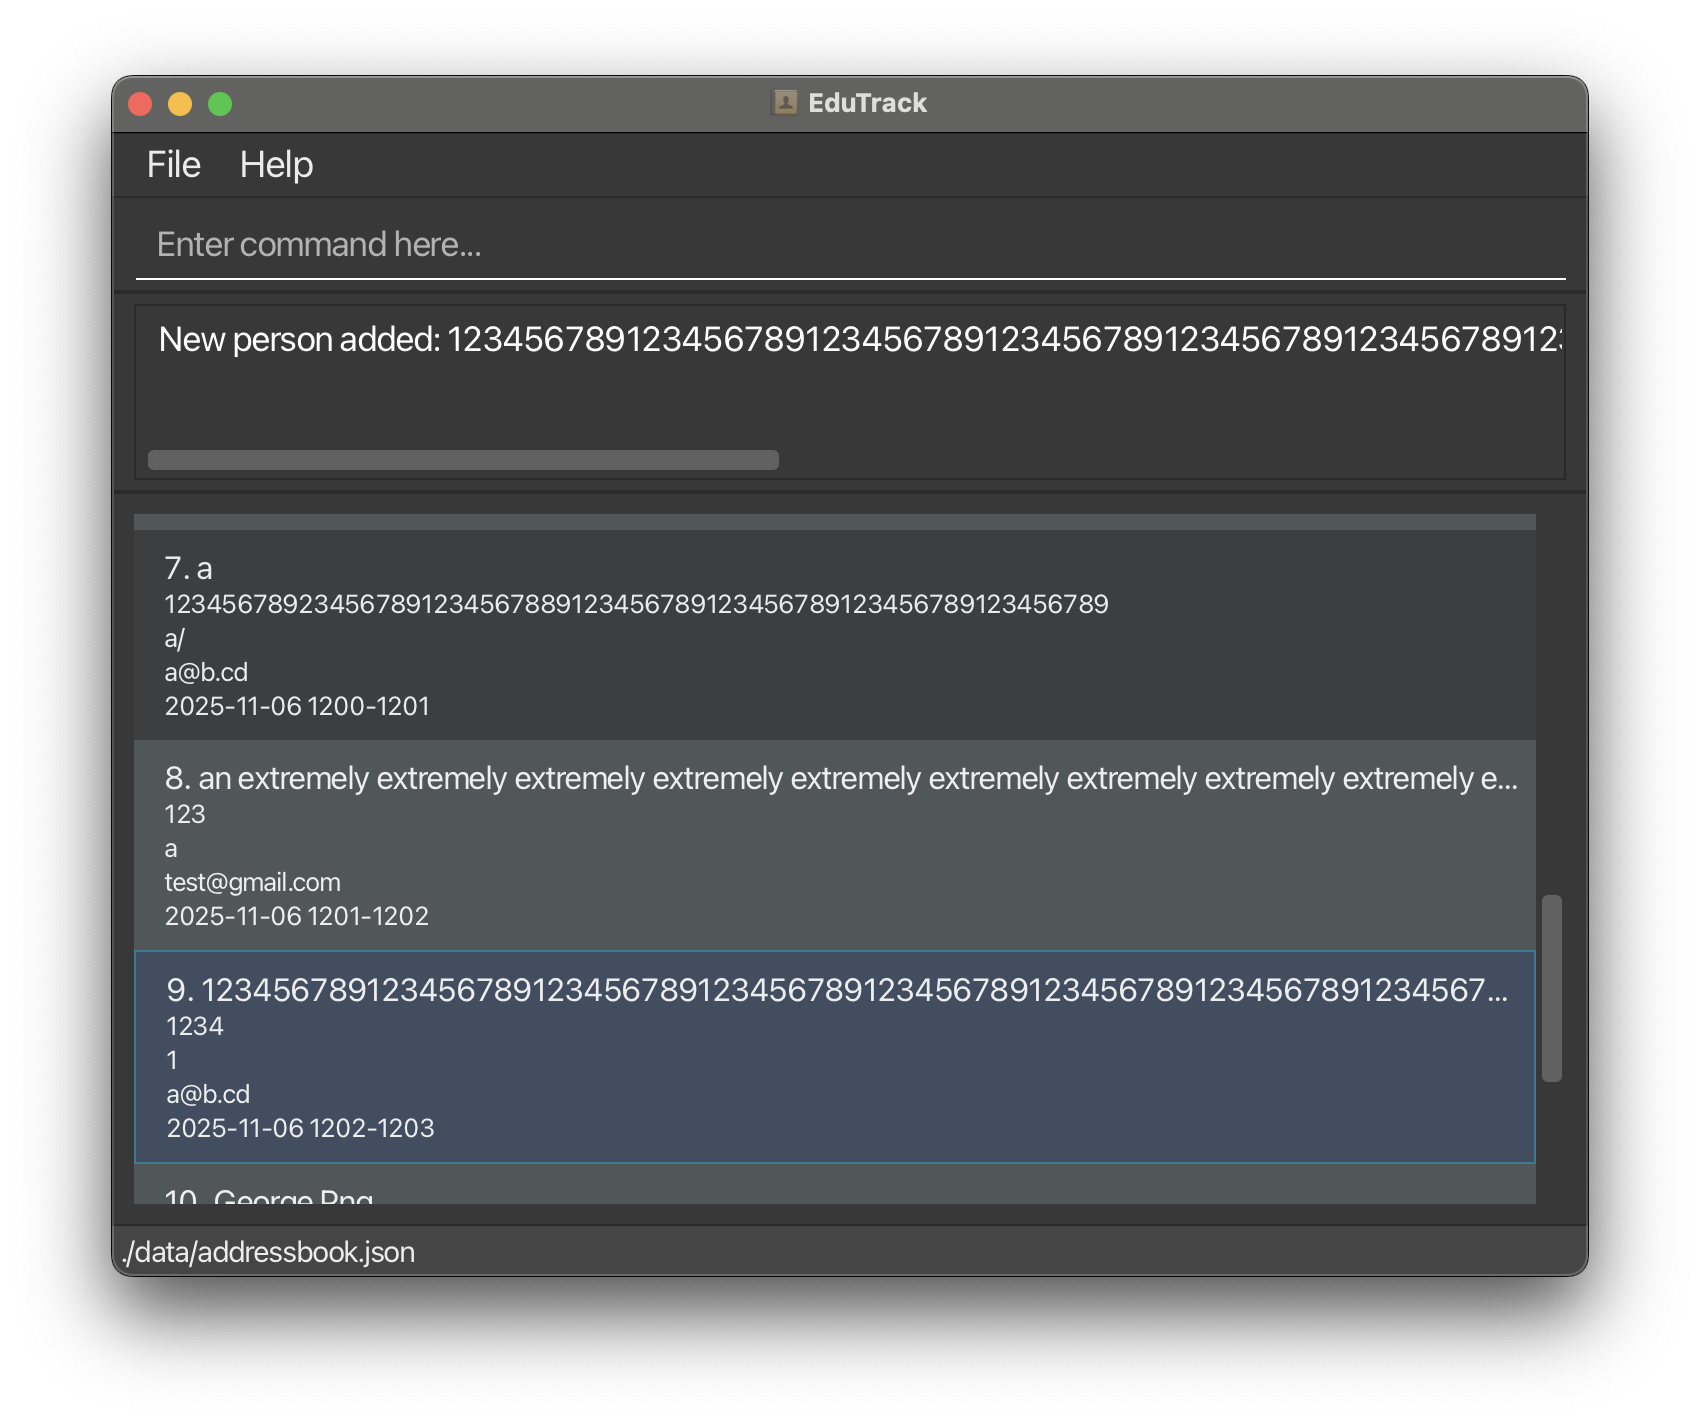 EduTrack
File Help
Enter command here...
New person added: 12345678912345678912345678912345678912345678912345678912
7. a
123456789234567891234567889123456789123456789123456789123456789
a/
a@b.cd
2025-11-06 1200-1201
8. an extremely extremely extremely extremely extremely extremely extremely extremely extremely e...
123
a
test@gmail.com
2025-11-06 1201-1202
9. 1234567891234567891234567891234567891234567891234567891234567891234567...
1234
1
a@b.cd
2025-11-06 1202-1203
10. George Png
./data/addressbook.json